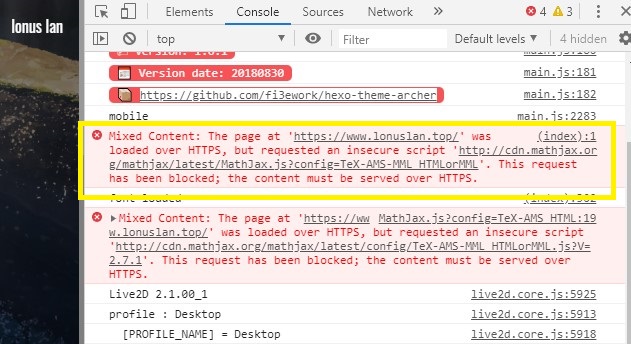 lonus lan
Elements Console Sources 4 3
top Filter Default levels 4 hidden
Version: 1.6.1 main.js:180
Version date: 20180830 main.js:181
https://github.com/fi3ework/hexo-theme-archer main.js:182
mobile main.js:2283
Mixed Content: The page at 'https://www.lonuslan.top/' was (index):1
loaded over HTTPS, but requested an insecure script 'http://cdn.mathjax.or
g/mathjax/latest/MathJax.js?config=TeX-AMS-MML_HTMLorMML'. This request
has been blocked; the content must be served over HTTPS.
font loaded (index):502
Mixed Content: The page at 'https://ww MathJax.js?config=TeX-AMS_HTML:19
w.lonuslan.top/' was loaded over HTTPS, but requested an insecure script
'http://cdn.mathjax.org/mathjax/latest/config/TeX-AMS-MML_HTMLorMML.js?V=
2.7.1'. This request has been blocked; the content must be served over
HTTPS.
Live2D 2.1.00_1 live2d.core.js:5925
profile : Desktop live2d.core.js:5913
[PROFILE_NAME] = Desktop live2d.core.js:5918